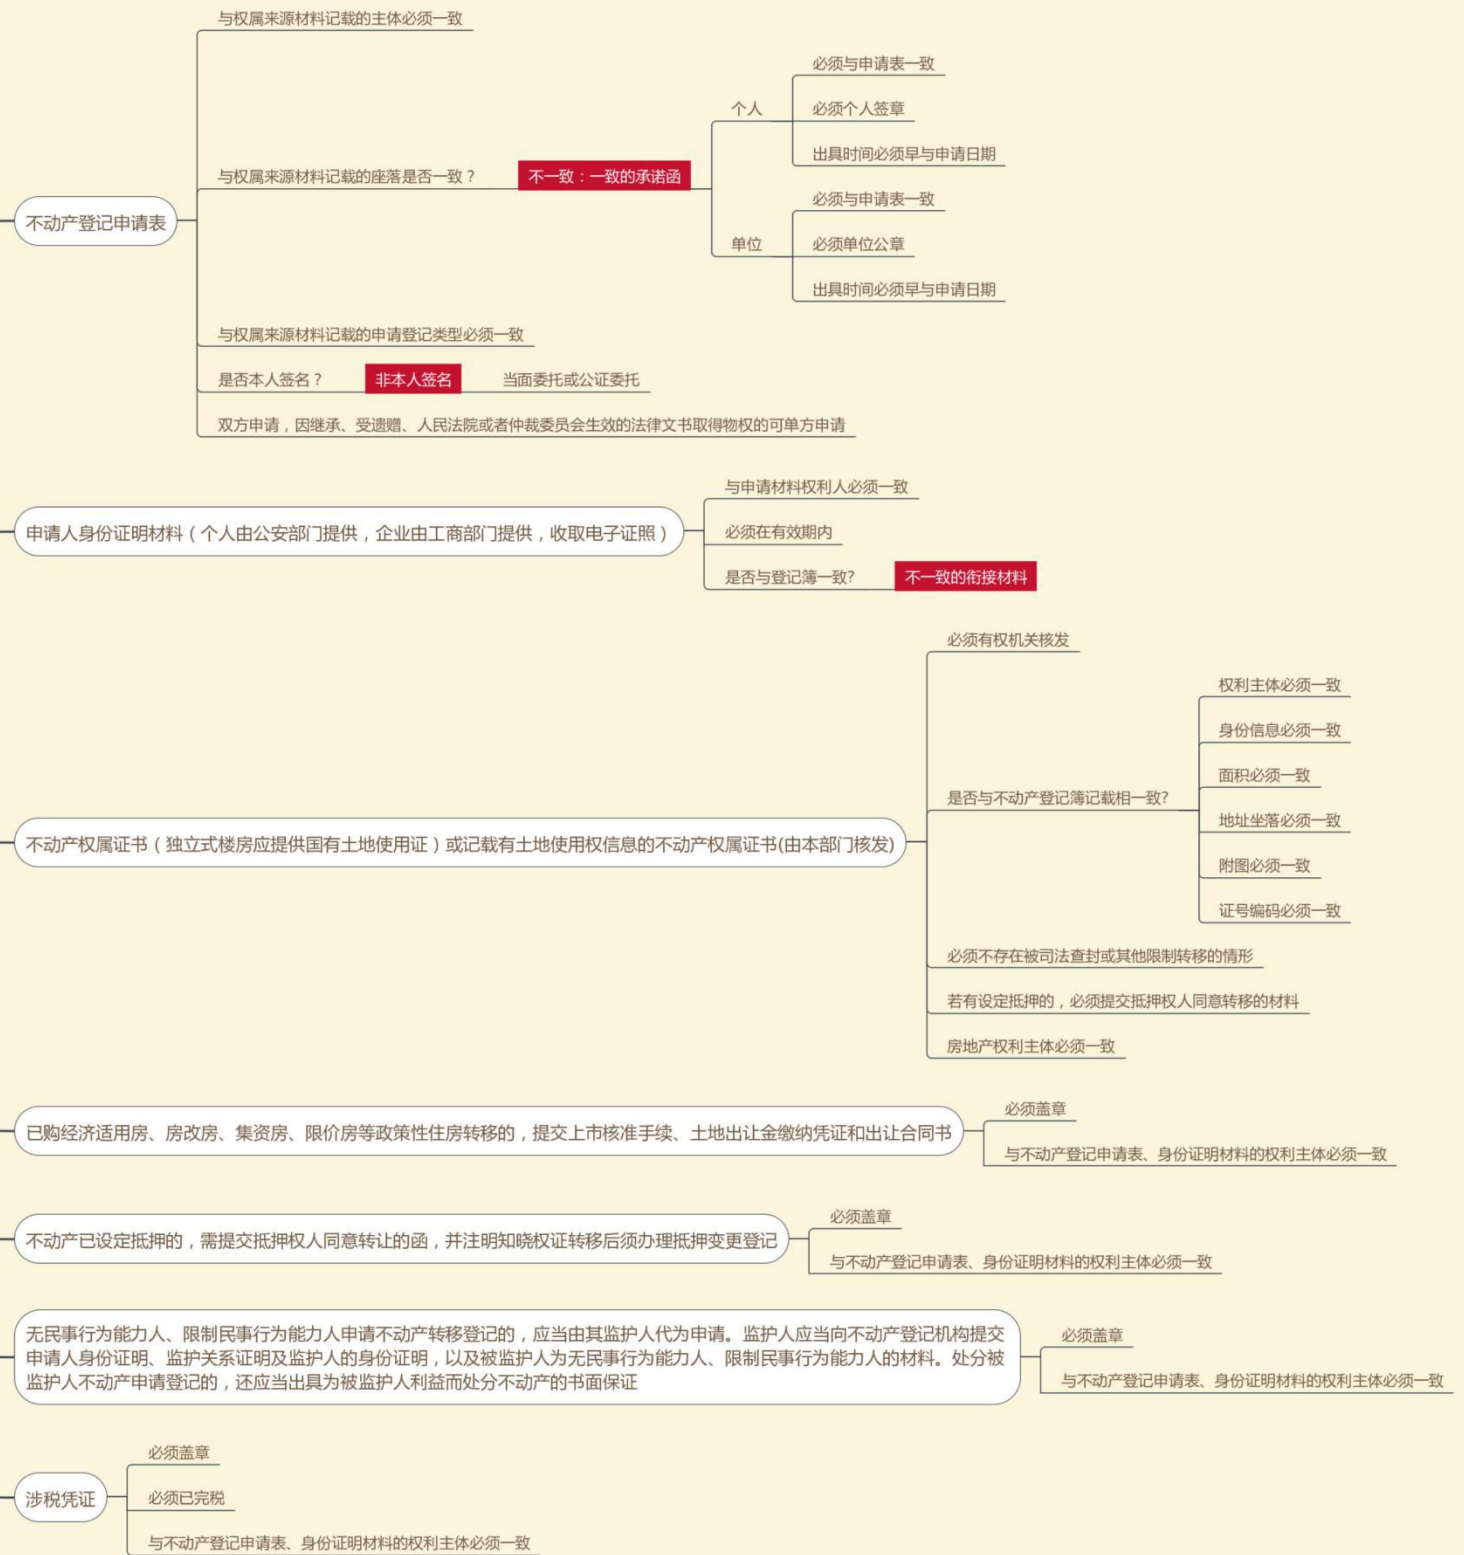 与权属来源材料记载的主体必须一致
必须与申请表一致
个人
必须个人签章
出具时间必须早与申请日期
与权属来源材料记载的座落是否一致？
不一致：一致的承诺函
必须与申请表一致
不动产登记申请表
单位
必须单位公章
出具时间必须早与申请日期
与权属来源材料记载的申请登记类型必须一致
是否本人签名？
非本人签名
当面委托或公证委托
双方申请，因继承、受遗赠、人民法院或者仲裁委员会生效的法律文书取得物权的可单方申请
与申请材料权利人必须一致
申请人身份证明材料（个人由公安部门提供，企业由工商部门提供，收取电子证照）
必须在有效期内
是否与登记簿一致?
不一致的衔接材料
必须有权机关核发
权利主体必须一致
身份信息必须一致
面积必须一致
是否与不动产登记簿记载相一致?
地址坐落必须一致
不动产权属证书（独立式楼房应提供国有土地使用证）或记载有土地使用权信息的不动产权属证书(由本部门核发)
附图必须一致
证号编码必须一致
必须不存在被司法查封或其他限制转移的情形
若有设定抵押的，必须提交抵押权人同意转移的材料
房地产权利主体必须一致
必须盖章
已购经济适用房、房改房、集资房、限价房等政策性住房转移的，提交上市核准手续、土地出让金缴纳凭证和出让合同书
与不动产登记申请表、身份证明材料的权利主体必须一致
必须盖章
不动产已设定抵押的，需提交抵押权人同意转让的函，并注明知晓权证转移后须办理抵押变更登记
与不动产登记申请表、身份证明材料的权利主体必须一致
无民事行为能力人、限制民事行为能力人申请不动产转移登记的，应当由其监护人代为申请。监护人应当向不动产登记机构提交
申请人身份证明、监护关系证明及监护人的身份证明，以及被监护人为无民事行为能力人、限制民事行为能力人的材料。处分被
监护人不动产申请登记的，还应当出具为被监护人利益而处分不动产的书面保证
必须盖章
与不动产登记申请表、身份证明材料的权利主体必须一致
必须盖章
涉税凭证
必须已完税
与不动产登记申请表、身份证明材料的权利主体必须一致